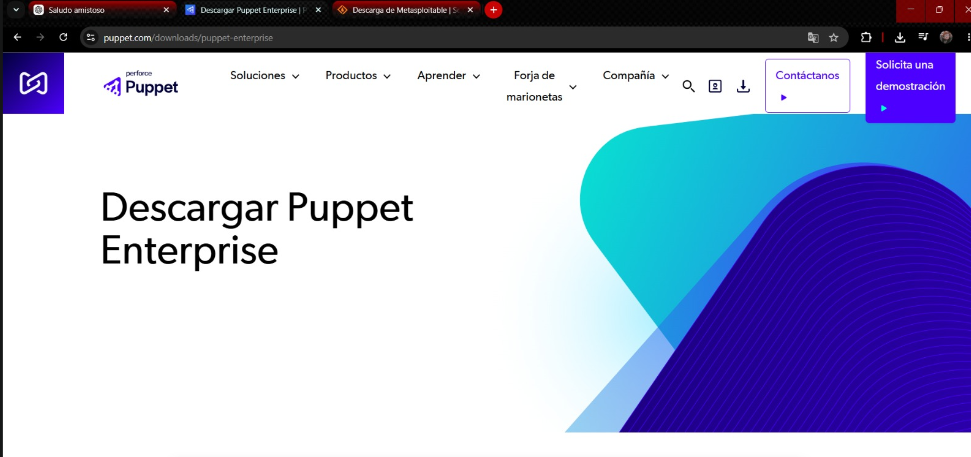 Saludo amistoso
Descargar Puppet Enterprise | P
Descarga de Metasploitable | So
puppet.com/downloads/puppet-enterprise
perforce
Puppet
Soluciones
Productos
Aprender
Forja de
marionetas
Compañía
Contáctanos
Solicita una
demostración
Descargar Puppet
Enterprise